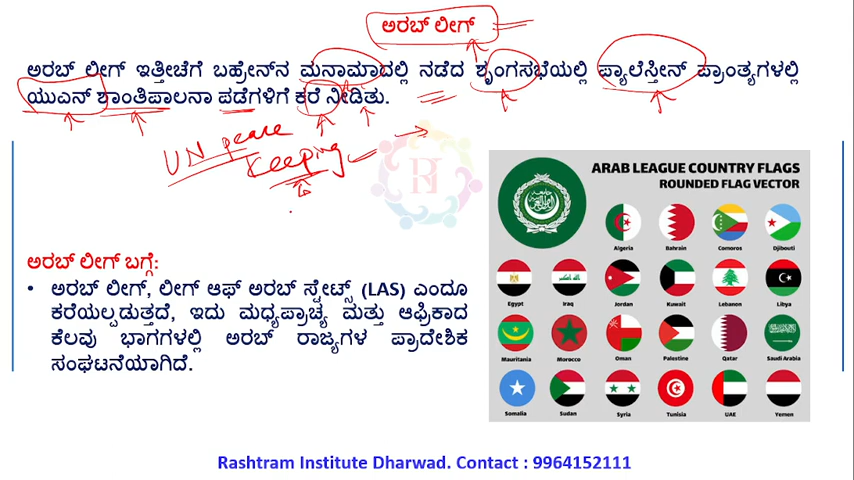 ಅರಬ್ ಲೀಗ್
ಅರಬ್ ಲೀಗ್ ಇತ್ತೀಚೆಗೆ ಬಹ್ರೇನ್‌ನ ಮನಾಮಾದಲ್ಲಿ ನಡೆದ ಶೃಂಗಸಭೆಯಲ್ಲಿ ಪ್ಯಾಲೆಸ್ತೀನ್ ಪ್ರಾಂತ್ಯಗಳಲ್ಲಿ
ಯುಎನ್ ಶಾಂತಿಪಾಲನಾ ಪಡೆಗಳಿಗೆ ಕರೆ ನೀಡಿತು.
UN peace
Keeping
ARAB LEAGUE COUNTRY FLAGS
ROUNDED FLAG VECTOR
Algeria Bahrain Comoros Djibouti
Egypt Iraq Jordan Kuwait Lebanon Libya
Mauritania Morocco Oman Palestine Qatar Saudi Arabia
Somalia Sudan Syria Tunisia UAE Yemen
ಅರಬ್ ಲೀಗ್ ಬಗ್ಗೆ:
• ಅರಬ್ ಲೀಗ್, ಲೀಗ್ ಆಫ್ ಅರಬ್ ಸ್ಟೇಟ್ಸ್ (LAS) ಎಂದೂ
ಕರೆಯಲ್ಪಡುತ್ತದೆ, ಇದು ಮಧ್ಯಪ್ರಾಚ್ಯ ಮತ್ತು ಆಫ್ರಿಕಾದ
ಕೆಲವು ಭಾಗಗಳಲ್ಲಿ ಅರಬ್ ರಾಜ್ಯಗಳ ಪ್ರಾದೇಶಿಕ
ಸಂಘಟನೆಯಾಗಿದೆ.
Rashtram Institute Dharwad. Contact : 9964152111